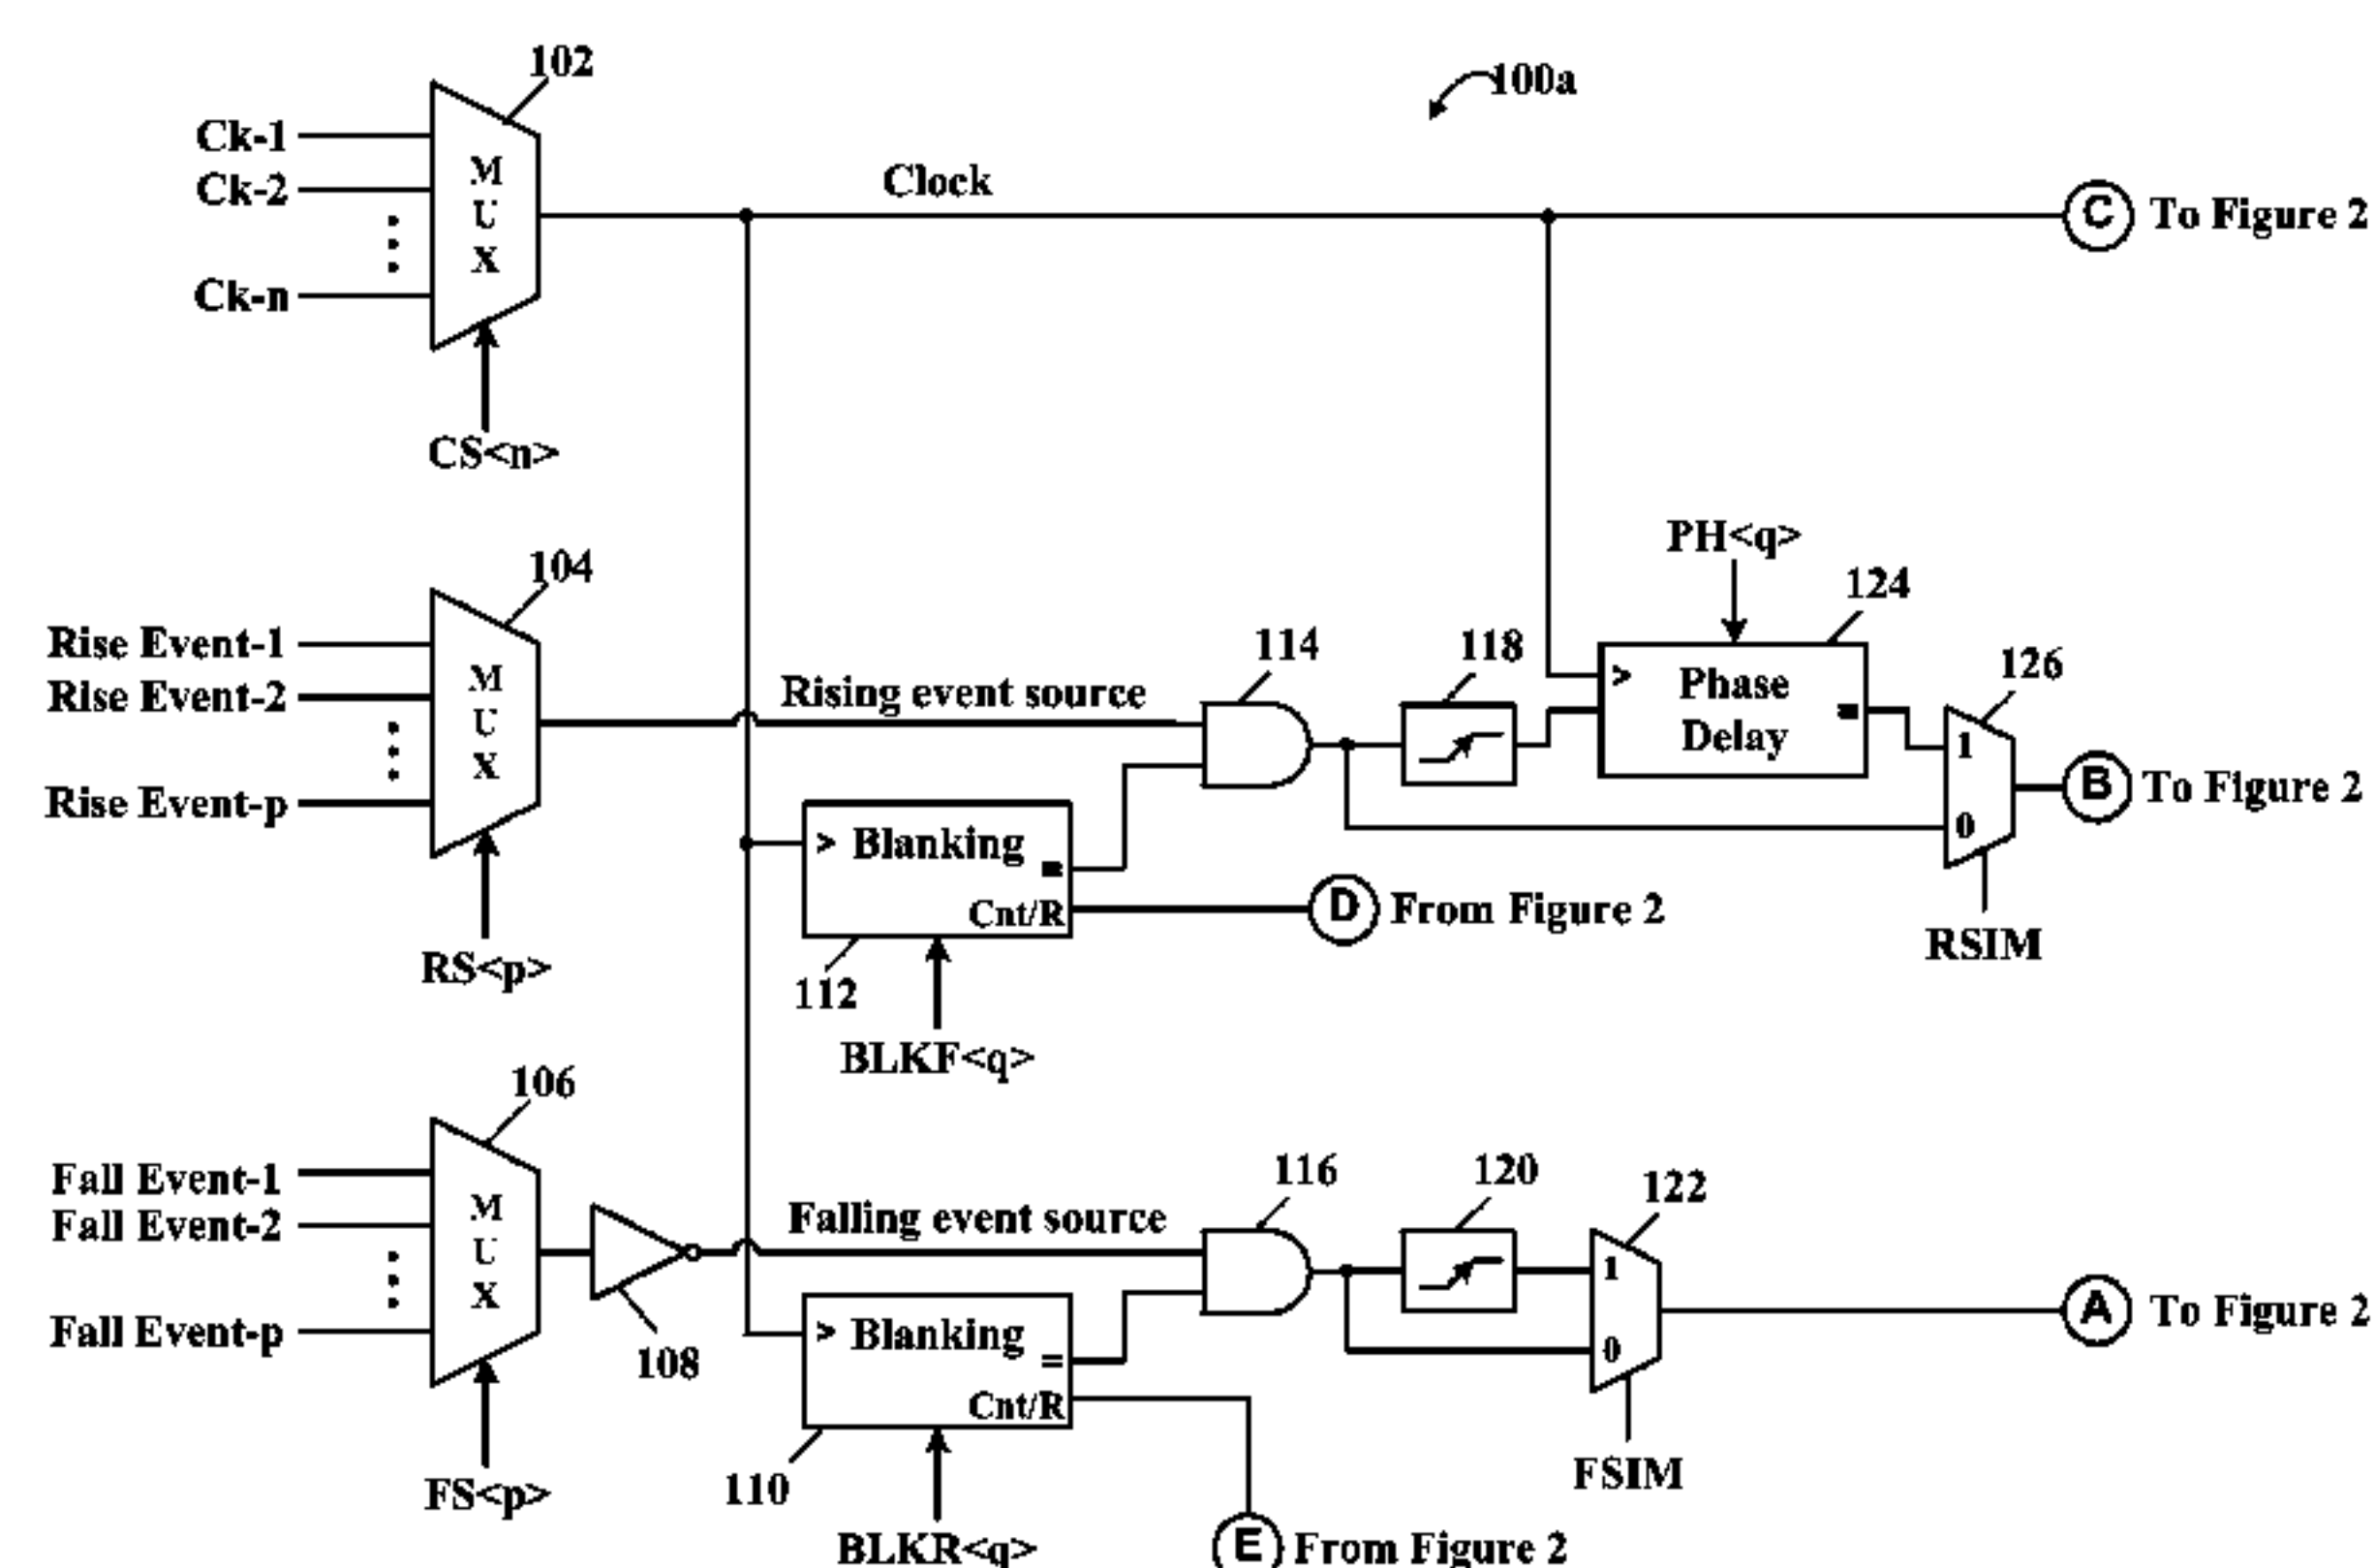 102
100a
Ck-1
Ck-2
Ck-n
M
U
X
Clock
C To Figure 2
CS<n>
104
Rise Event-1
Rise Event-2
Rise Event-p
M
U
X
RS<p>
Rising event source
114
118
PH<q>
124
> Phase
Delay
=
126
1
0
B To Figure 2
RSIM
> Blanking
=
Cnt/R
D From Figure 2
112
BLKF<q>
106
Fall Event-1
Fall Event-2
Fall Event-p
M
U
X
FS<p>
108
Falling event source
116
120
122
1
0
A To Figure 2
FSIM
> Blanking
=
Cnt/R
110
BLKR<q>
E From Figure 2